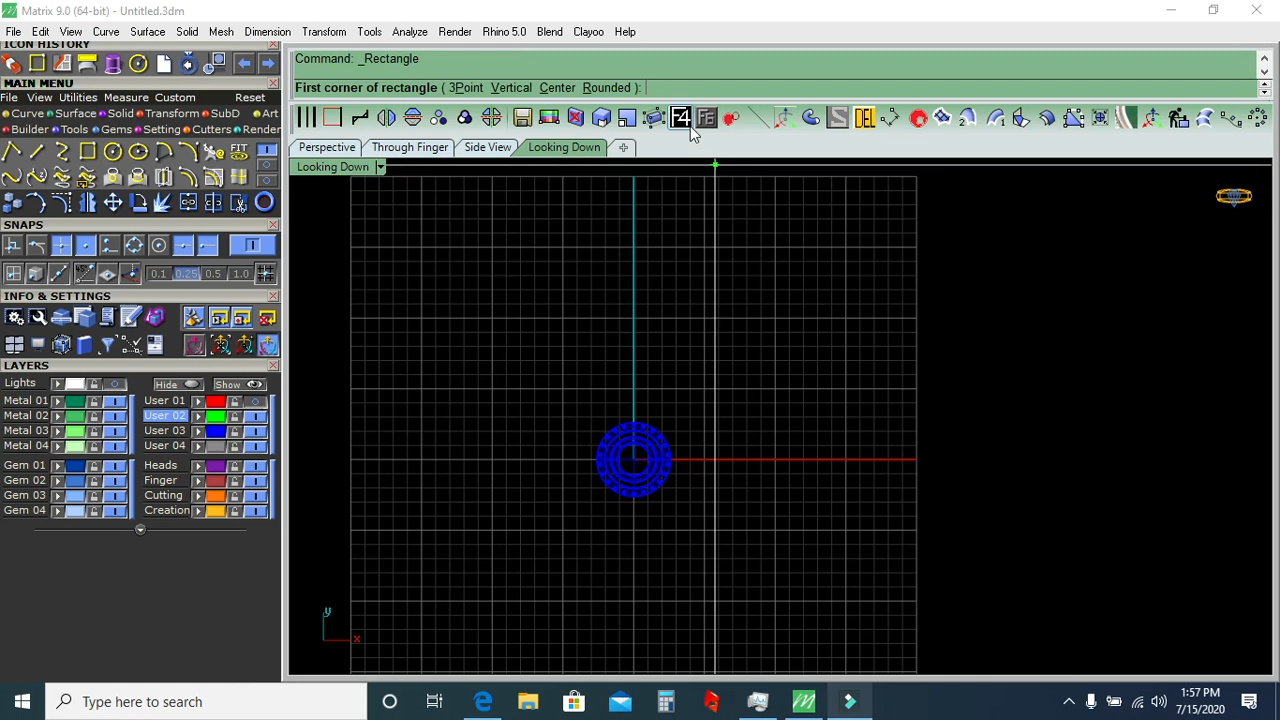 Matrix 9.0 (64-bit) - Untitled.3dm
File Edit View Curve Surface Solid Mesh Dimension Transform Tools Analyze Render Rhino 5.0 Blend Clayoo Help
ICON HISTORY
Command: _Rectangle
First corner of rectangle ( 3Point Vertical Center Rounded ):
MAIN MENU
File View Utilities Measure Custom Reset
Curve Surface Solid Transform SubD Art
Builder Tools Gems Setting Cutters Render
F4 F6 DEL
FIT
Perspective Through Finger Side View Looking Down
Looking Down
SNAPS
0.1 0.25 0.5 1.0
INFO & SETTINGS
LAYERS
Lights Hide Show
Metal 01 User 01
Metal 02 User 02
Metal 03 User 03
Metal 04 User 04
Gem 01 Heads
Gem 02 Finger
Gem 03 Cutting
Gem 04 Creation
y
x
Type here to search
1:57 PM
7/15/2020